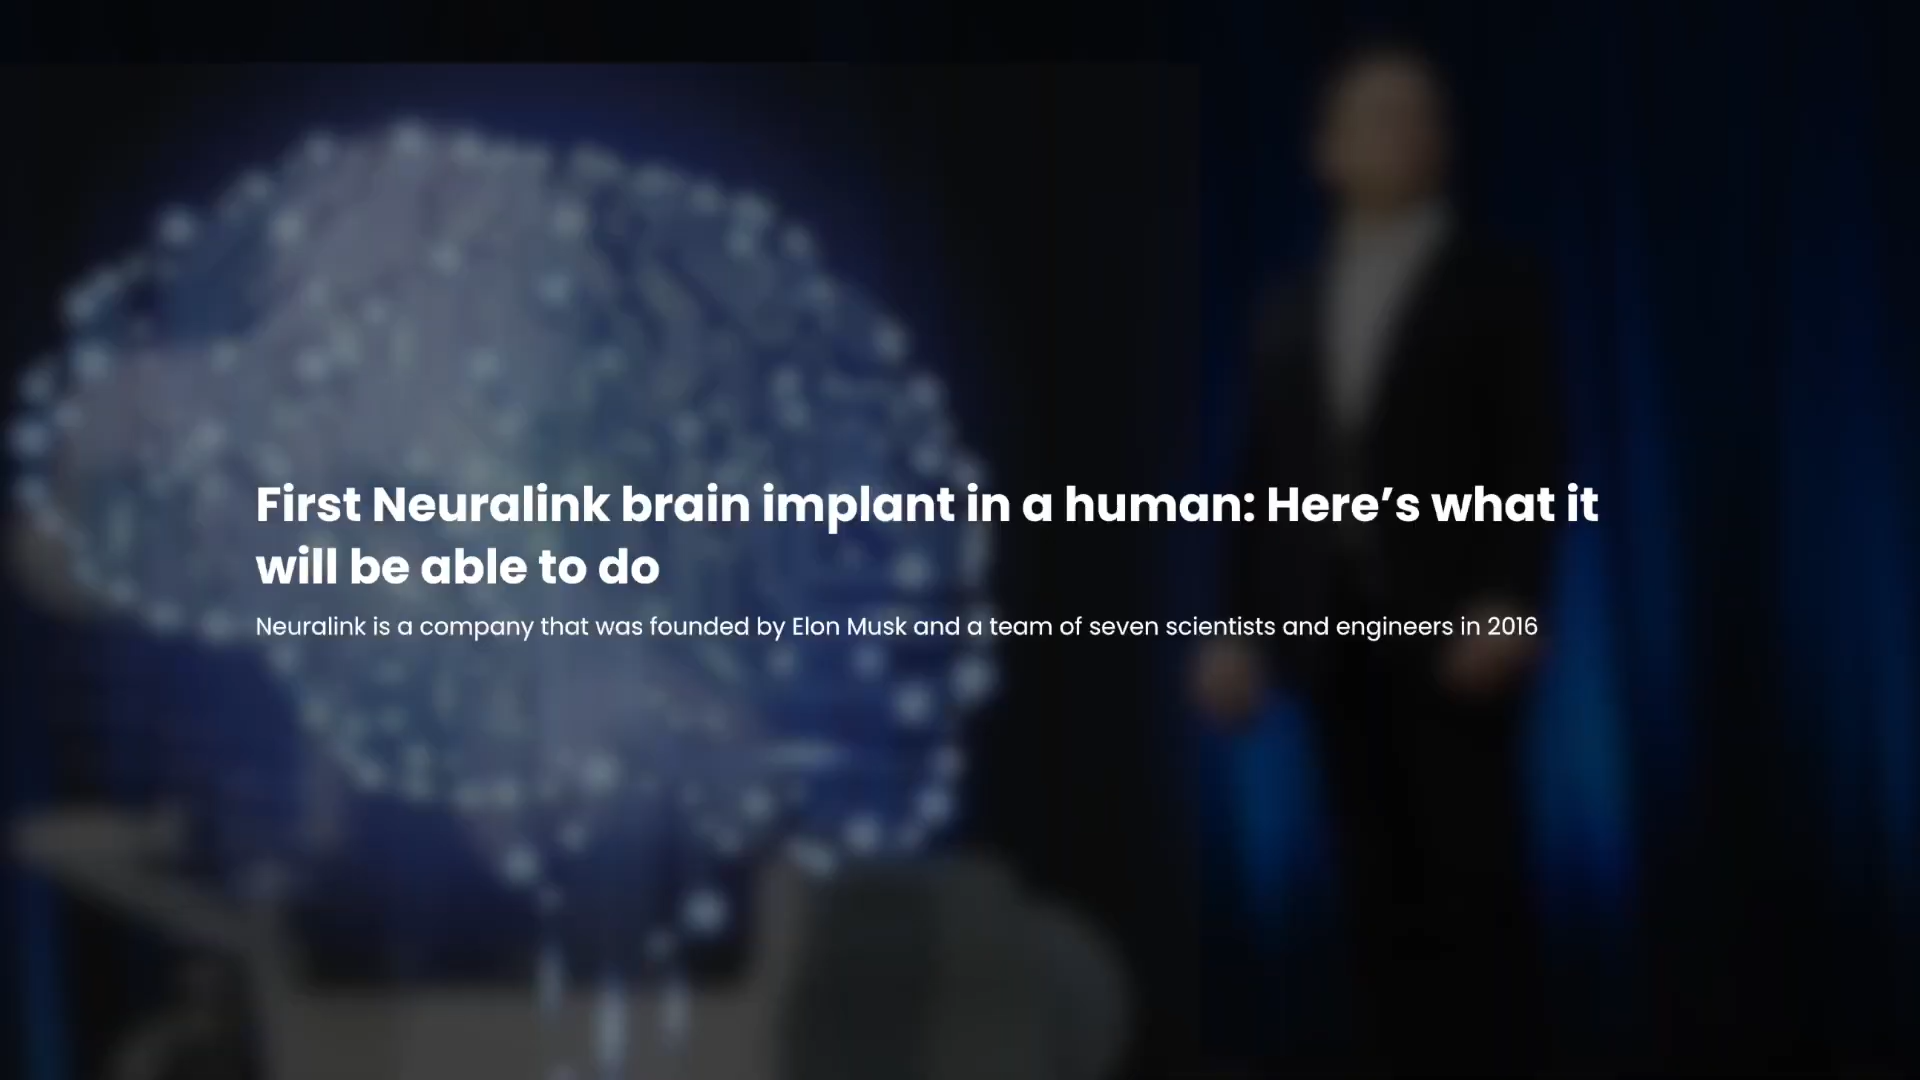 First Neuralink brain implant in a human: Here’s what it
will be able to do
Neuralink is a company that was founded by Elon Musk and a team of seven scientists and engineers in 2016